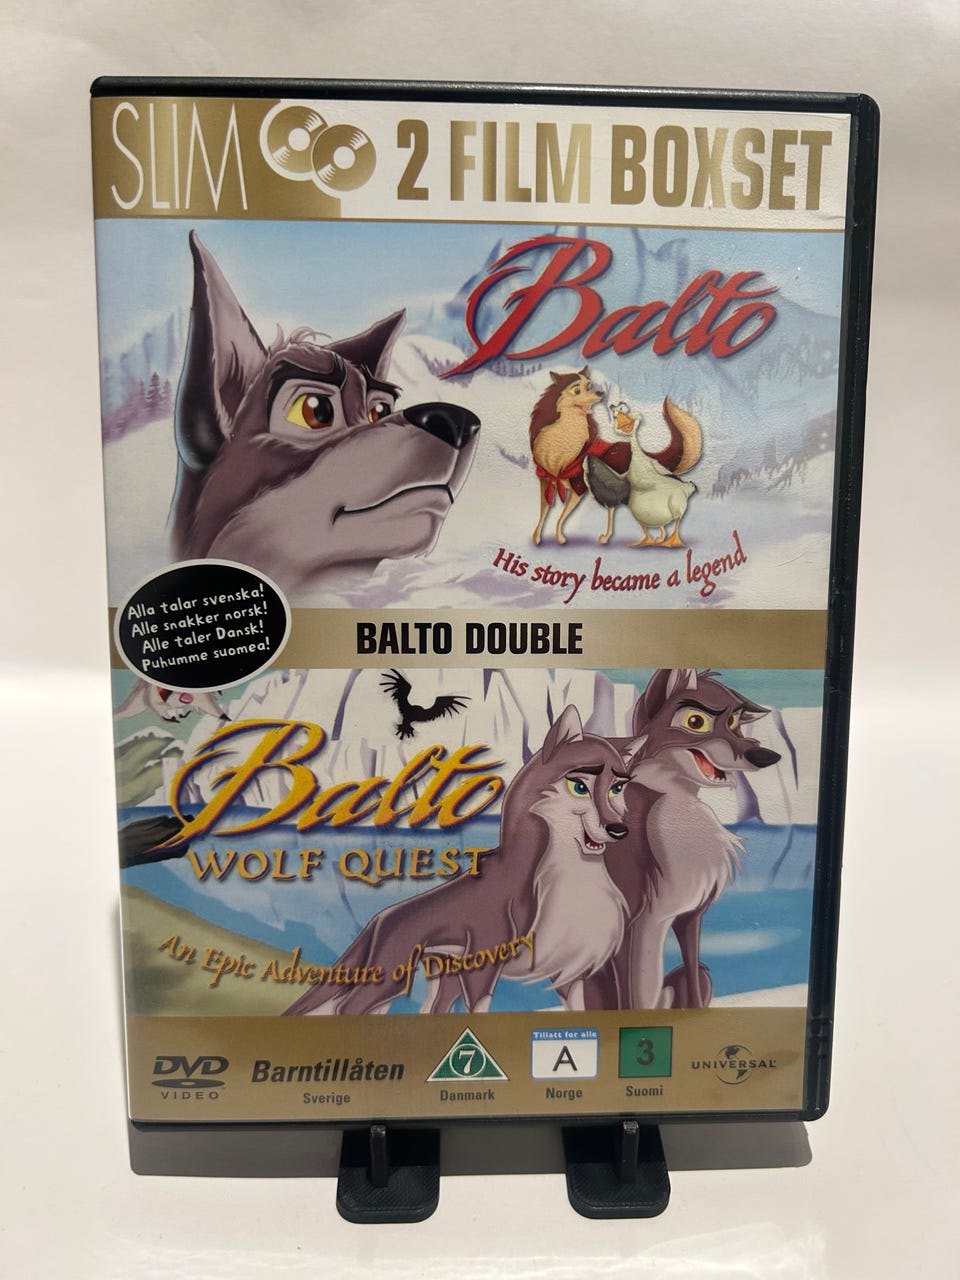 SLIM 2 FILM BOXSET
Balto
His story became a legend
Alla talar svenska!
Alle snakker norsk!
Alle taler Dansk!
Puhumme suomea!
BALTO DOUBLE
Balto
WOLF QUEST
An Epic Adventure of Discovery
DVD
VIDEO
Barntillåten
Sverige
7
Danmark
Tillatt for alle
A
Norge
3
Suomi
UNIVERSAL